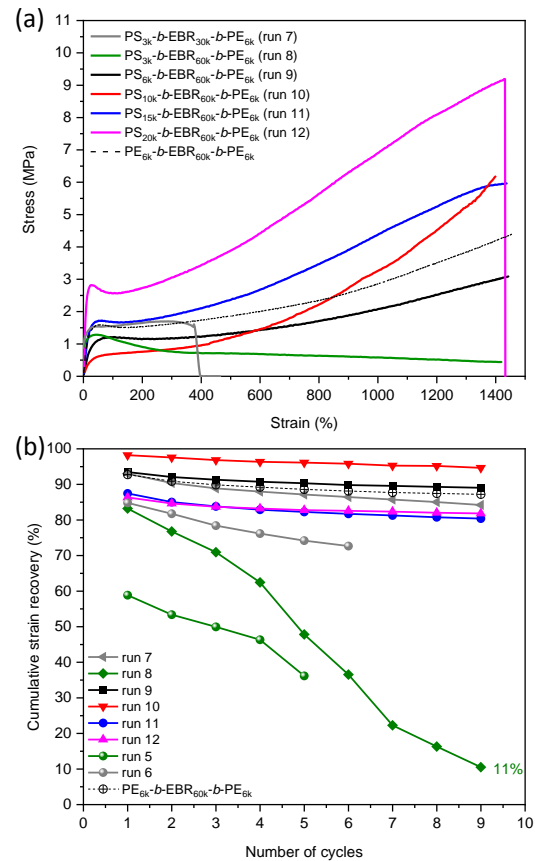 (a)
PS3k-b-EBR30k-b-PE6k (run 7)
PS3k-b-EBR60k-b-PE6k (run 8)
PS6k-b-EBR60k-b-PE6k (run 9)
PS10k-b-EBR60k-b-PE6k (run 10)
PS15k-b-EBR60k-b-PE6k (run 11)
PS20k-b-EBR60k-b-PE6k (run 12)
PE6k-b-EBR60k-b-PE6k
11
10
9
8
7
6
5
4
3
2
1
0
Stress (MPa)
0 200 400 600 800 1000 1200 1400
Strain (%)
(b)
100
90
80
70
60
50
40
30
20
10
0
Cumulative strain recovery (%)
run 7
run 8
run 9
run 10
run 11
run 12
run 5
run 6
PE6k-b-EBR60k-b-PE6k
11%
0 1 2 3 4 5 6 7 8 9 10
Number of cycles